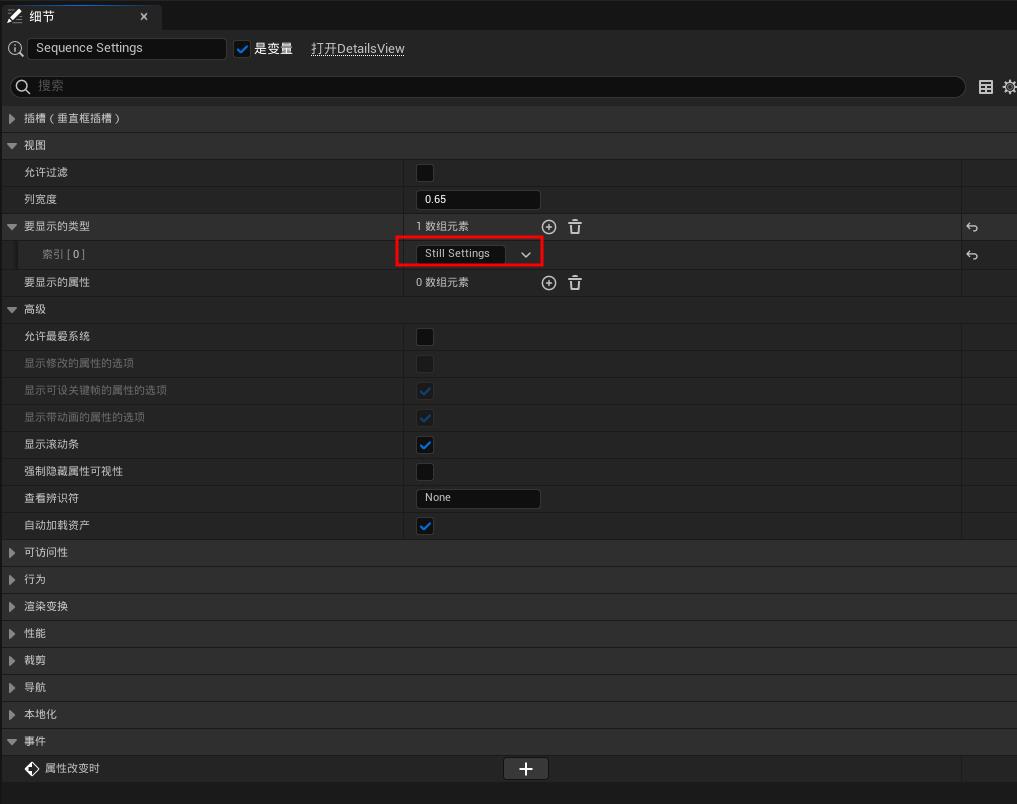 细节
Sequence Settings 是变量 打开DetailsView
搜索
插槽（垂直框插槽）
视图
允许过滤
列宽度 0.65
要显示的类型 1 数组元素
索引 [ 0 ] Still Settings
要显示的属性 0 数组元素
高级
允许最爱系统
显示修改的属性的选项
显示可设关键帧的属性的选项
显示带动画的属性的选项
显示滚动条
强制隐藏属性可视性
查看辨识符 None
自动加载资产
可访问性
行为
渲染变换
性能
裁剪
导航
本地化
事件
属性改变时